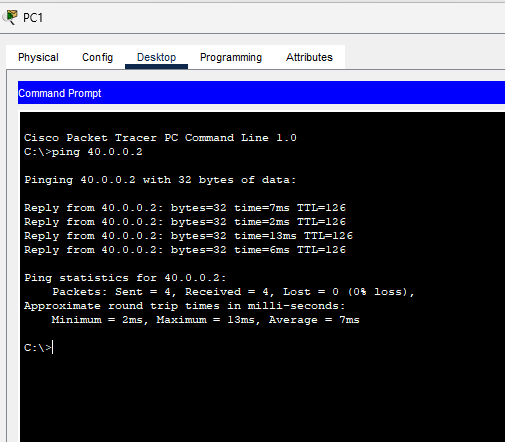 PC1
Physical Config Desktop Programming Attributes
Command Prompt
Cisco Packet Tracer PC Command Line 1.0
C:\>ping 40.0.0.2
Pinging 40.0.0.2 with 32 bytes of data:
Reply from 40.0.0.2: bytes=32 time=7ms TTL=126
Reply from 40.0.0.2: bytes=32 time=2ms TTL=126
Reply from 40.0.0.2: bytes=32 time=13ms TTL=126
Reply from 40.0.0.2: bytes=32 time=6ms TTL=126
Ping statistics for 40.0.0.2:
Packets: Sent = 4, Received = 4, Lost = 0 (0% loss),
Approximate round trip times in milli-seconds:
Minimum = 2ms, Maximum = 13ms, Average = 7ms
C:\>